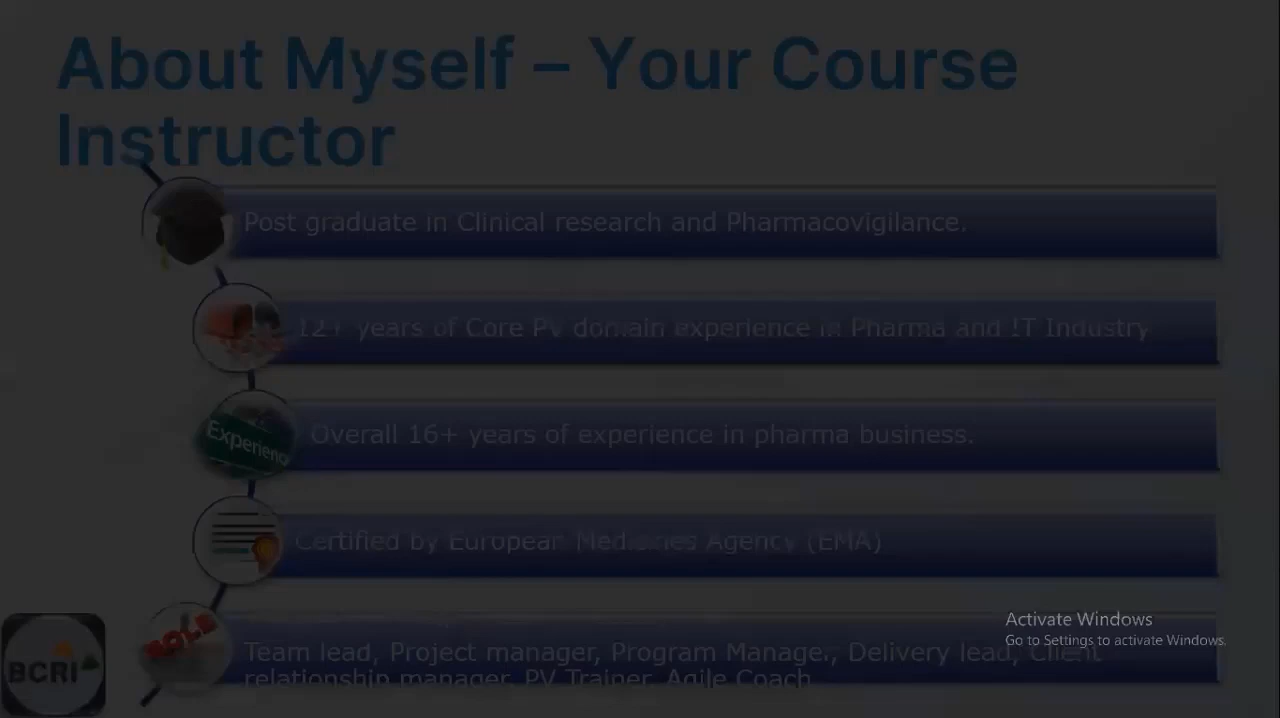 About Myself – Your Course
Instructor
Post graduate in Clinical research and Pharmacovigilance.
12+ years of Core PV domain experience in Pharma and IT Industry
Experience
Overall 16+ years of experience in pharma business.
Certified by European Medicines Agency (EMA)
ROLE
Team lead, Project manager, Program Manager, Delivery lead, Client
relationship manager, PV Trainer, Agile Coach
Activate Windows
Go to Settings to activate Windows.
BCRI